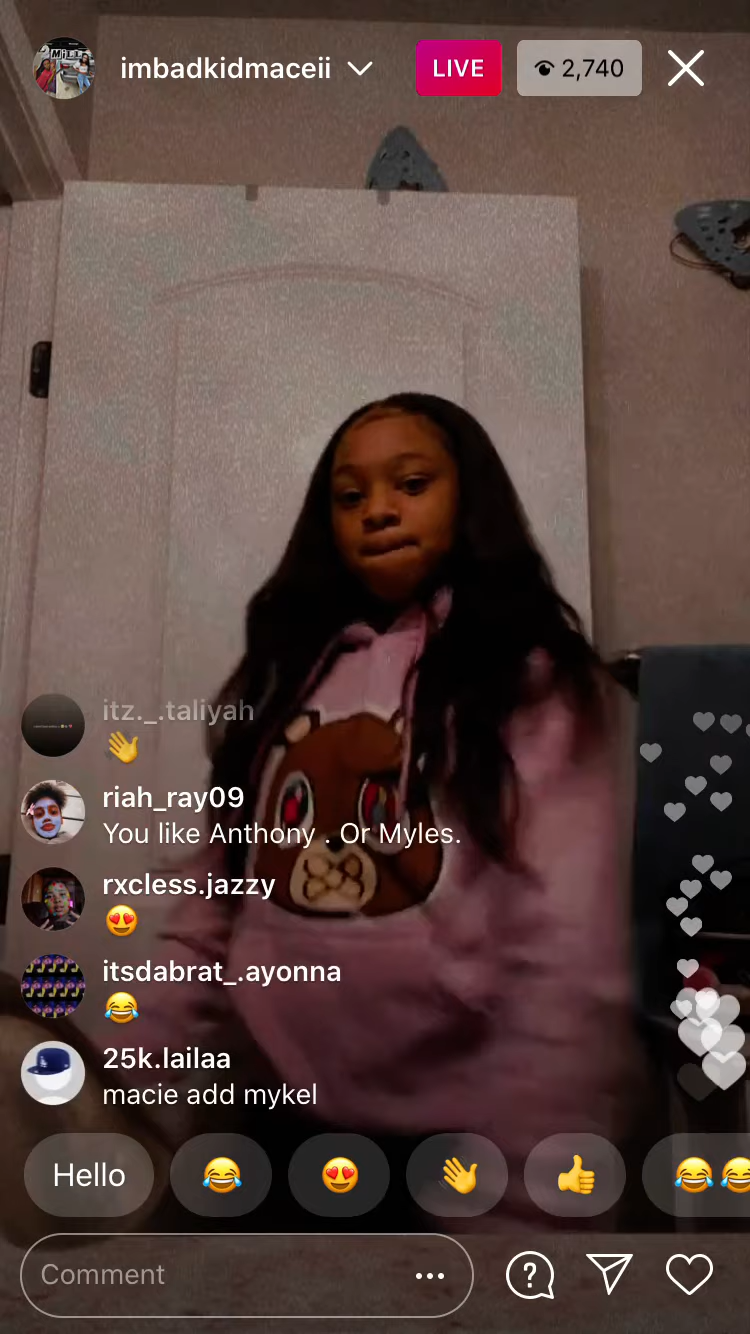 imbadkidmaceii
LIVE
2,740
itz._.taliyah
👋
riah_ray09
You like Anthony . Or Myles.
rxcless.jazzy
😍
itsdabrat_.ayonna
😂
25k.lailaa
macie add mykel
Hello 😂 😍 👋 👍 😂😂
Comment